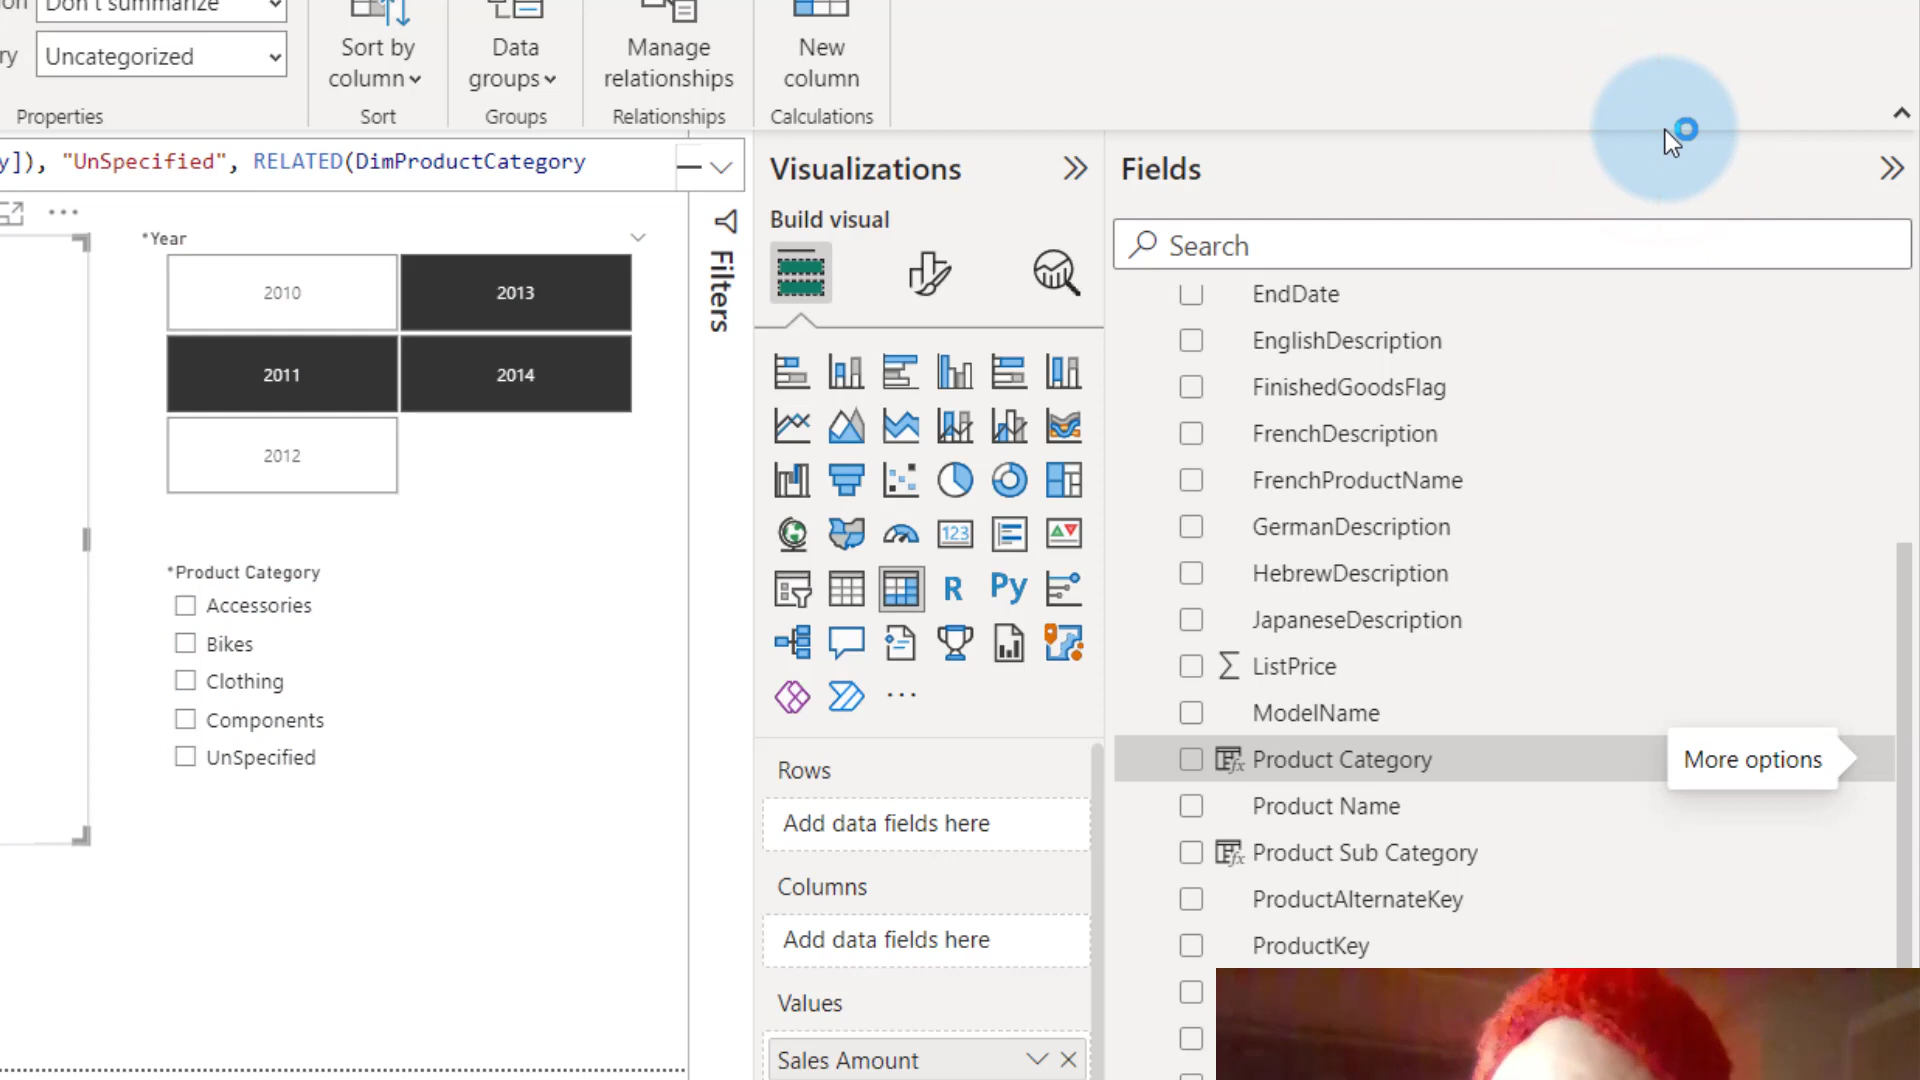 Don't summarize
Uncategorized
Properties
Sort by
column
Sort
Data
groups
Groups
Manage
relationships
Relationships
New
column
Calculations
y]), "UnSpecified", RELATED(DimProductCategory
*Year
2010
2013
2011
2014
2012
*Product Category
Accessories
Bikes
Clothing
Components
UnSpecified
Filters
Visualizations
Build visual
123
R
Py
Rows
Add data fields here
Columns
Add data fields here
Values
Sales Amount
Fields
Search
EndDate
EnglishDescription
FinishedGoodsFlag
FrenchDescription
FrenchProductName
GermanDescription
HebrewDescription
JapaneseDescription
ListPrice
ModelName
Product Category
More options
Product Name
Product Sub Category
ProductAlternateKey
ProductKey